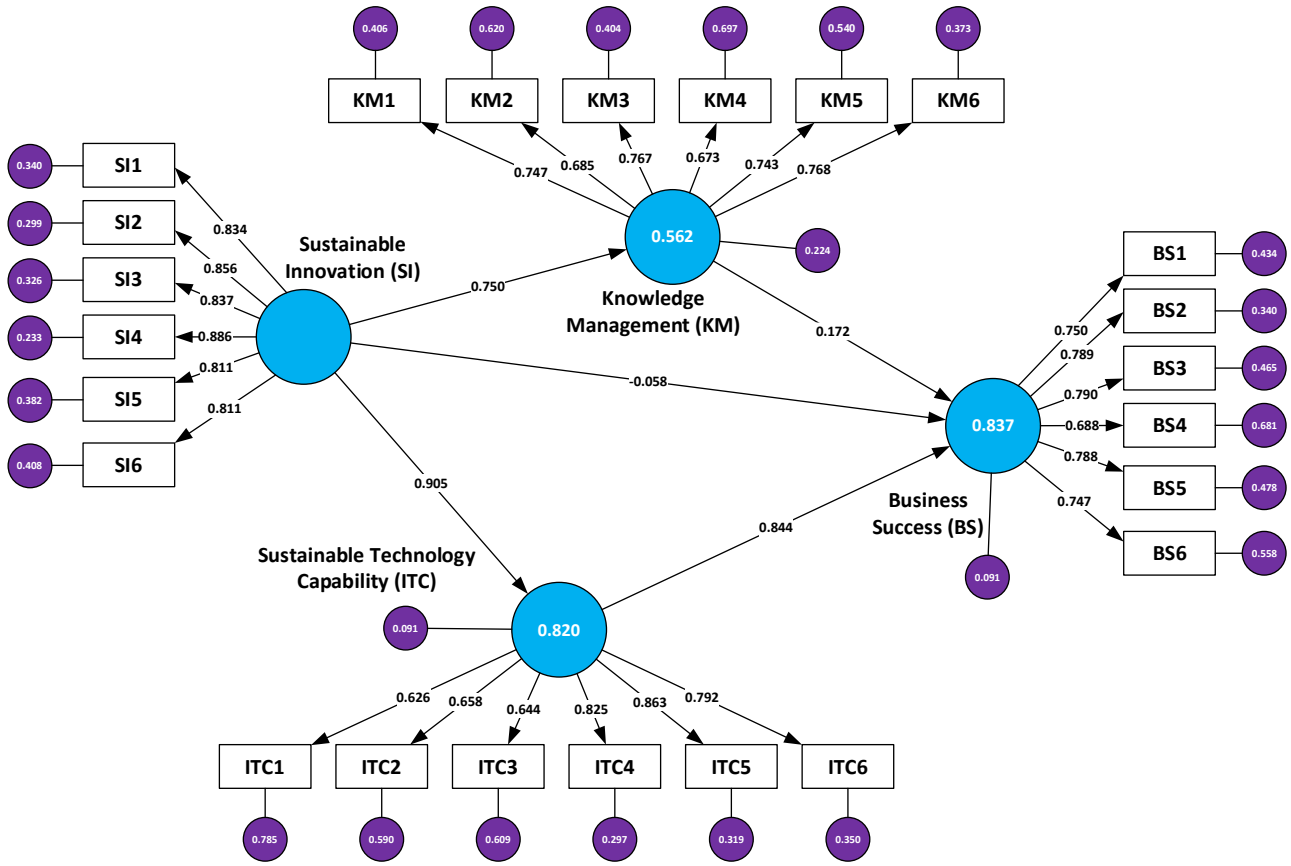 0.406 0.620 0.404 0.697 0.540 0.373
KM1 KM2 KM3 KM4 KM5 KM6
0.747 0.685 0.767 0.673 0.743 0.768
0.340 SI1
0.299 SI2
0.326 SI3
0.233 SI4
0.382 SI5
0.408 SI6
0.834
0.856
0.837
0.886
0.811
0.811
Sustainable
Innovation (SI)
0.750
0.562
0.224
Knowledge
Management (KM)
0.172
-0.058
0.905
0.837
0.750
0.789
0.790
0.688
0.788
0.747
BS1 0.434
BS2 0.340
BS3 0.465
BS4 0.681
BS5 0.478
BS6 0.558
Business
Success (BS)
0.091
0.844
Sustainable Technology
Capability (ITC)
0.091
0.820
0.626 0.658 0.644 0.825 0.863 0.792
ITC1 ITC2 ITC3 ITC4 ITC5 ITC6
0.785 0.590 0.609 0.297 0.319 0.350